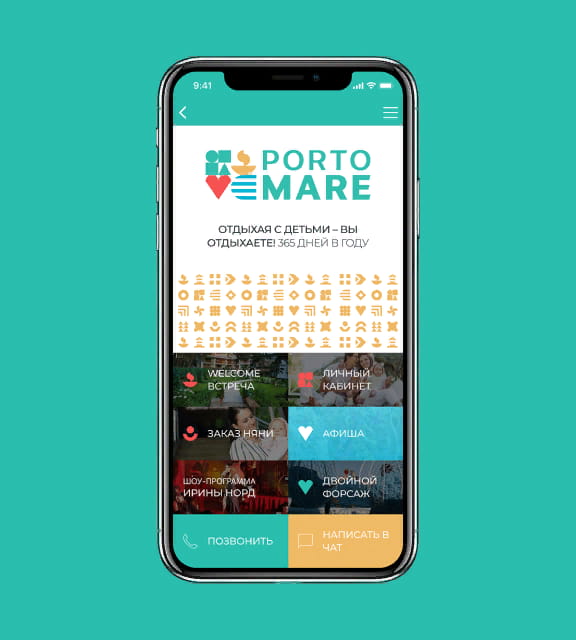 9:41
PORTO
MARE
ОТДЫХАЯ С ДЕТЬМИ – ВЫ
ОТДЫХАЕТЕ! 365 ДНЕЙ В ГОДУ
WELCOME
ВСТРЕЧА
ЛИЧНЫЙ
КАБИНЕТ
ЗАКАЗ НЯНИ
АФИША
ШОУ-ПРОГРАММА
ИРИНЫ НОРД
ДВОЙНОЙ
ФОРСАЖ
ПОЗВОНИТЬ
НАПИСАТЬ В
ЧАТ